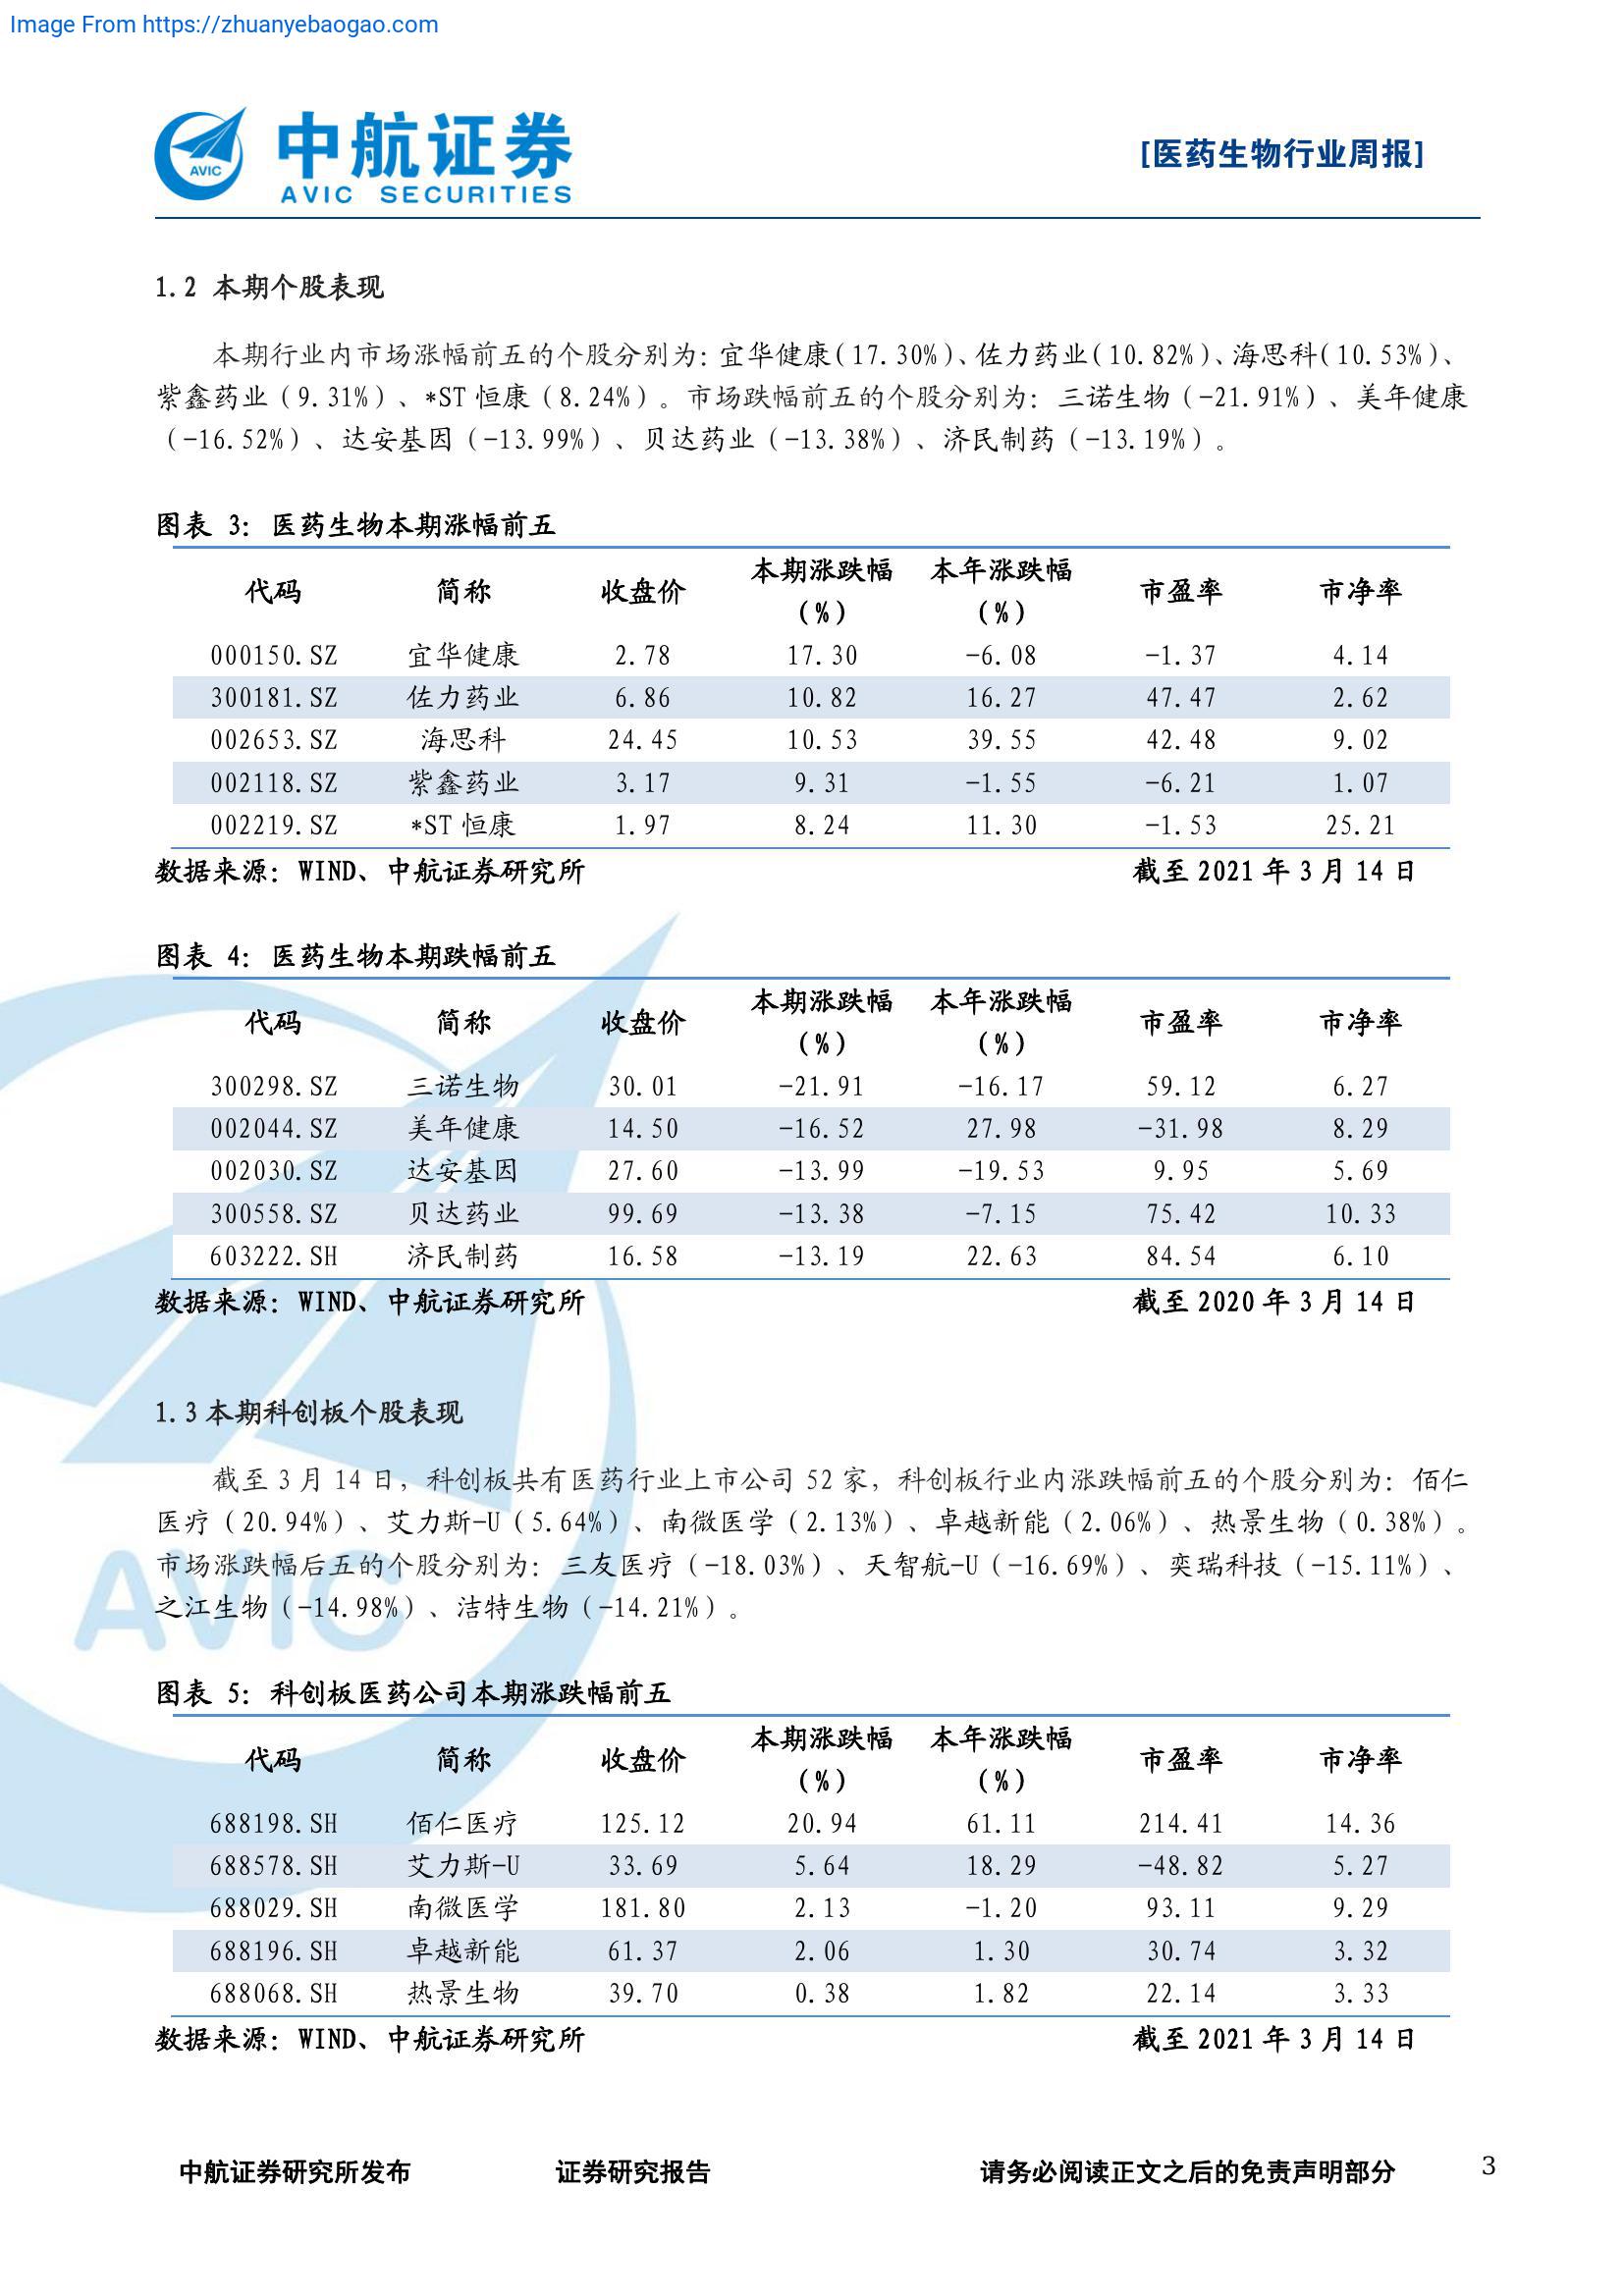 Image From https://zhuanyebaogao.com
AVIC
中航证券
AVIC SECURITIES
[医药生物行业周报]
1.2 本期个股表现
本期行业内市场涨幅前五的个股分别为：宜华健康（17.30%）、佐力药业（10.82%）、海思科（10.53%）、
紫鑫药业（9.31%）、*ST 恒康（8.24%）。市场跌幅前五的个股分别为：三诺生物（-21.91%）、美年健康
（-16.52%）、达安基因（-13.99%）、贝达药业（-13.38%）、济民制药（-13.19%）。
图表 3：医药生物本期涨幅前五
代码 简称 收盘价 本期涨跌幅（%） 本年涨跌幅（%） 市盈率 市净率
000150.SZ 宜华健康 2.78 17.30 -6.08 -1.37 4.14
300181.SZ 佐力药业 6.86 10.82 16.27 47.47 2.62
002653.SZ 海思科 24.45 10.53 39.55 42.48 9.02
002118.SZ 紫鑫药业 3.17 9.31 -1.55 -6.21 1.07
002219.SZ *ST 恒康 1.97 8.24 11.30 -1.53 25.21
数据来源：WIND、中航证券研究所 截至 2021 年 3 月 14 日
图表 4：医药生物本期跌幅前五
代码 简称 收盘价 本期涨跌幅（%） 本年涨跌幅（%） 市盈率 市净率
300298.SZ 三诺生物 30.01 -21.91 -16.17 59.12 6.27
002044.SZ 美年健康 14.50 -16.52 27.98 -31.98 8.29
002030.SZ 达安基因 27.60 -13.99 -19.53 9.95 5.69
300558.SZ 贝达药业 99.69 -13.38 -7.15 75.42 10.33
603222.SH 济民制药 16.58 -13.19 22.63 84.54 6.10
数据来源：WIND、中航证券研究所 截至 2020 年 3 月 14 日
1.3 本期科创板个股表现
截至 3 月 14 日，科创板共有医药行业上市公司 52 家，科创板行业内涨跌幅前五的个股分别为：佰仁
医疗（20.94%）、艾力斯-U（5.64%）、南微医学（2.13%）、卓越新能（2.06%）、热景生物（0.38%）。
市场涨跌幅后五的个股分别为：三友医疗（-18.03%）、天智航-U（-16.69%）、奕瑞科技（-15.11%）、
之江生物（-14.98%）、洁特生物（-14.21%）。
AVIC
图表 5：科创板医药公司本期涨跌幅前五
代码 简称 收盘价 本期涨跌幅（%） 本年涨跌幅（%） 市盈率 市净率
688198.SH 佰仁医疗 125.12 20.94 61.11 214.41 14.36
688578.SH 艾力斯-U 33.69 5.64 18.29 -48.82 5.27
688029.SH 南微医学 181.80 2.13 -1.20 93.11 9.29
688196.SH 卓越新能 61.37 2.06 1.30 30.74 3.32
688068.SH 热景生物 39.70 0.38 1.82 22.14 3.33
数据来源：WIND、中航证券研究所 截至 2021 年 3 月 14 日
中航证券研究所发布 证券研究报告 请务必阅读正文之后的免责声明部分 3